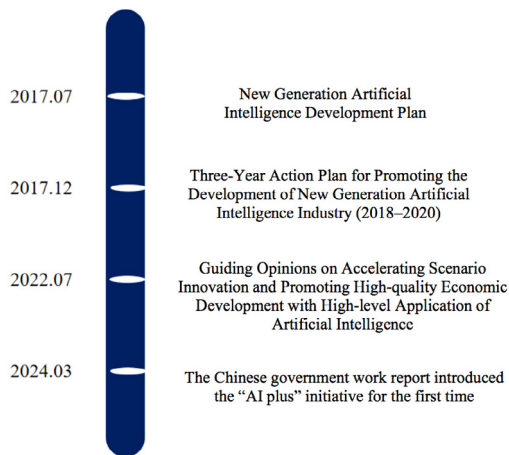 2017.07
New Generation Artificial
Intelligence Development Plan
2017.12
Three-Year Action Plan for Promoting the
Development of New Generation Artificial
Intelligence Industry (2018–2020)
2022.07
Guiding Opinions on Accelerating Scenario
Innovation and Promoting High-quality Economic
Development with High-level Application of
Artificial Intelligence
2024.03
The Chinese government work report introduced
the “AI plus” initiative for the first time